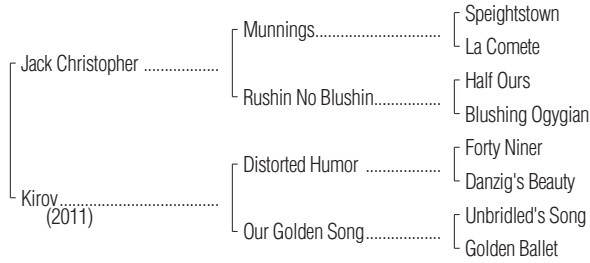 Speightstown
Munnings..............................
La Comete
Jack Christopher ..................
Half Ours
Rushin No Blushin................
Blushing Ogygian
Forty Niner
Distorted Humor ..................
Danzig's Beauty
Kirov......................................
(2011)
Unbridled's Song
Our Golden Song..................
Golden Ballet